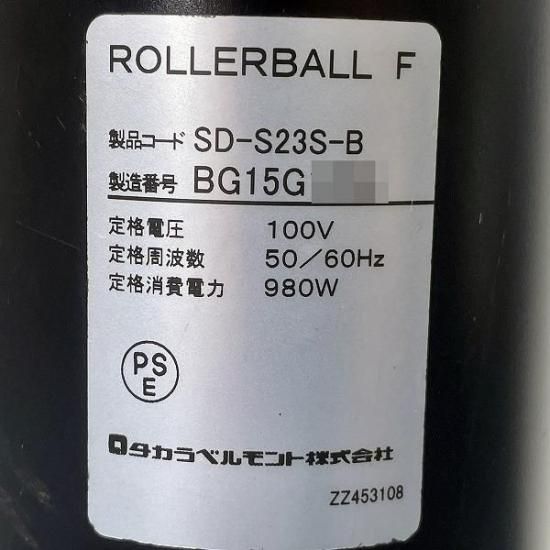 ROLLERBALL F
製品コード SD-S23S-B
製造番号 BG15G
定格電圧 100V
定格周波数 50/60Hz
定格消費電力 980W
PS
E
タカラベルモント株式会社
ZZ453108